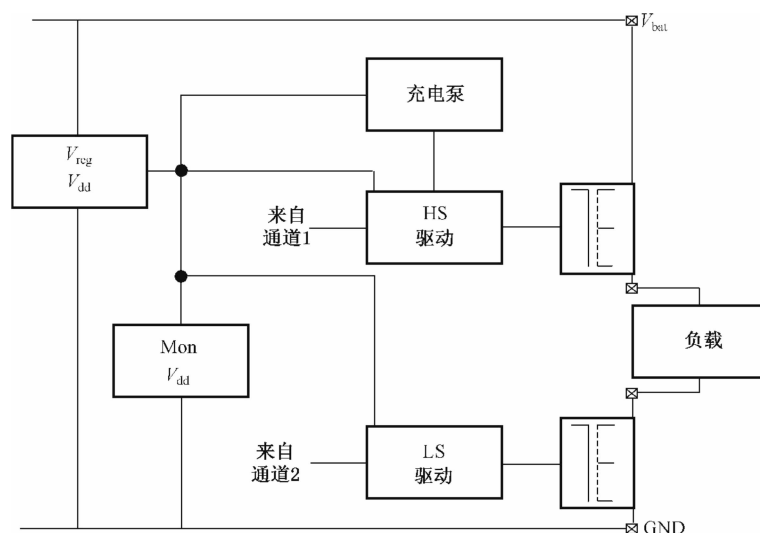 Vbat
充电泵
Vreg
Vdd
来自
通道1
HS
驱动
Mon
Vdd
负载
来自
通道2
LS
驱动
GND